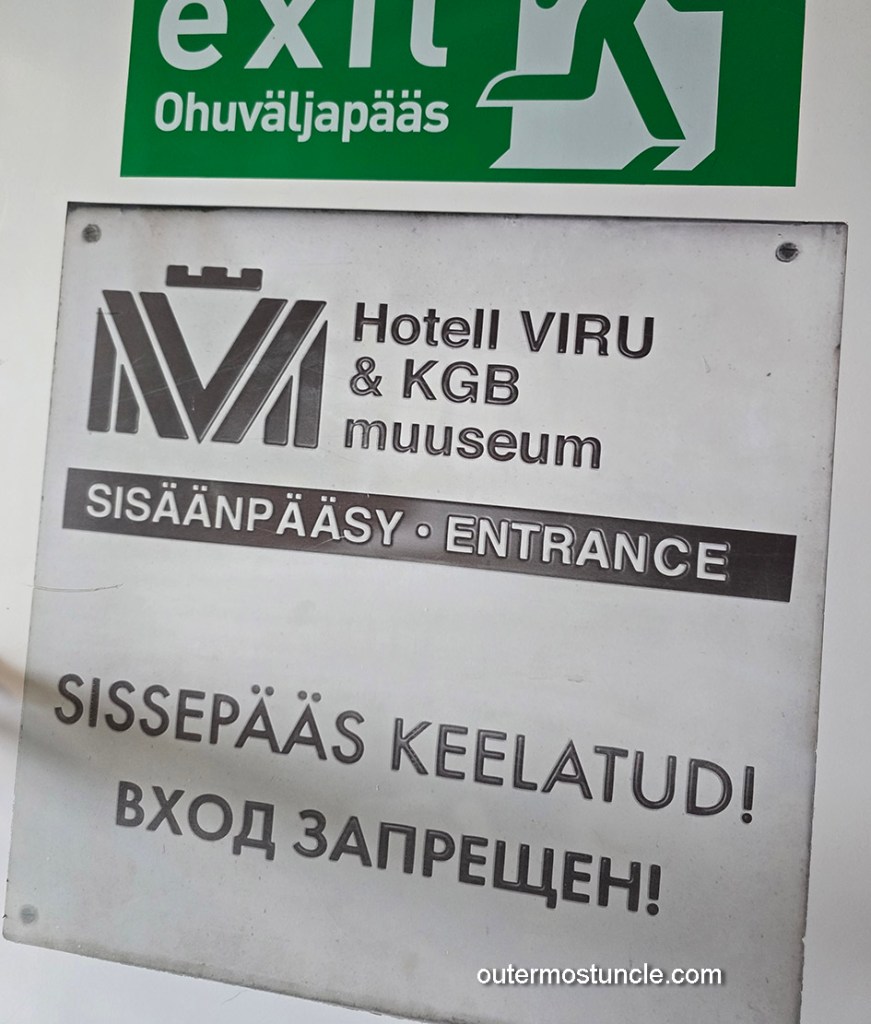 exit
Ohuväljapääs
Hotell VIRU
& KGB
muuseum
SISÄÄNPÄÄSY • ENTRANCE
SISSEPÄÄS KEELATUD!
ВХОД ЗАПРЕЩЕН!
outermostuncle.com